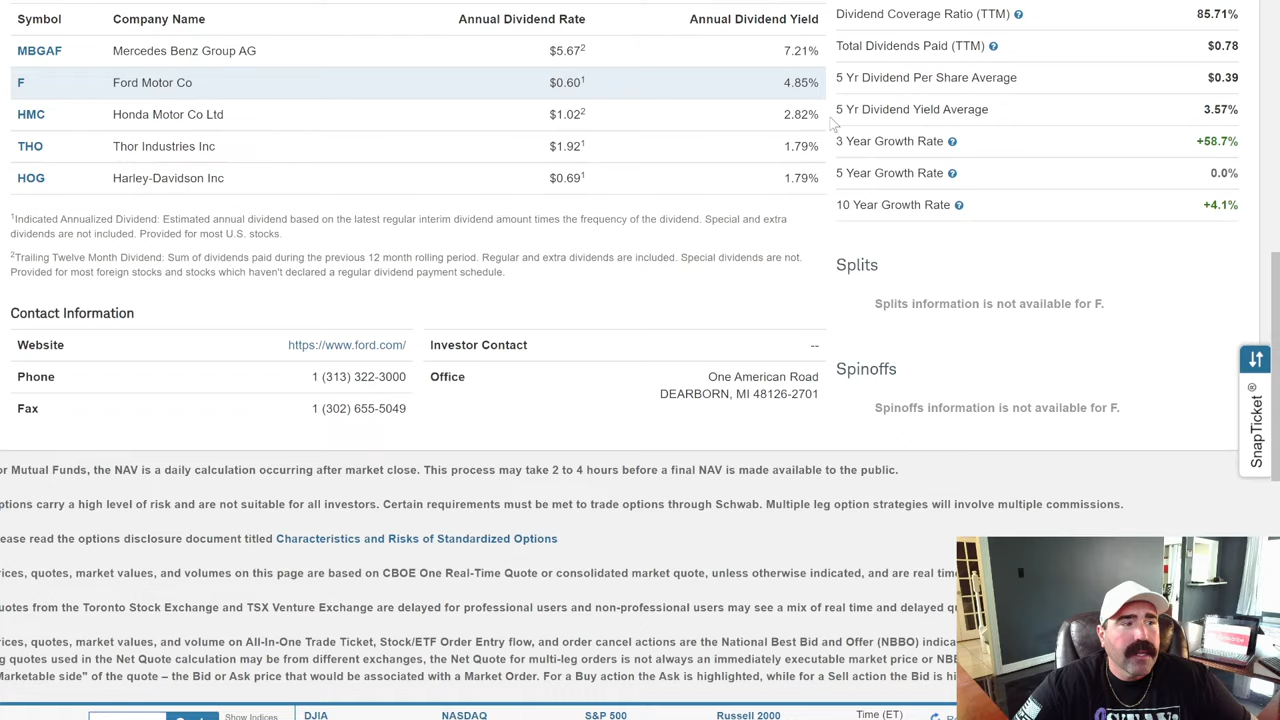 Symbol Company Name Annual Dividend Rate Annual Dividend Yield
MBGAF Mercedes Benz Group AG $5.67² 7.21%
F Ford Motor Co $0.60¹ 4.85%
HMC Honda Motor Co Ltd $1.02² 2.82%
THO Thor Industries Inc $1.92¹ 1.79%
HOG Harley-Davidson Inc $0.69¹ 1.79%
¹Indicated Annualized Dividend: Estimated annual dividend based on the latest regular interim dividend amount times the frequency of the dividend. Special and extra
dividends are not included. Provided for most U.S. stocks.
²Trailing Twelve Month Dividend: Sum of dividends paid during the previous 12 month rolling period. Regular and extra dividends are included. Special dividends are not.
Provided for most foreign stocks and stocks which haven't declared a regular dividend payment schedule.
Contact Information
Website https://www.ford.com/
Phone 1 (313) 322-3000
Fax 1 (302) 655-5049
Investor Contact --
Office One American Road
DEARBORN, MI 48126-2701
Dividend Coverage Ratio (TTM) ? 85.71%
Total Dividends Paid (TTM) ? $0.78
5 Yr Dividend Per Share Average $0.39
5 Yr Dividend Yield Average 3.57%
3 Year Growth Rate ? +58.7%
5 Year Growth Rate ? 0.0%
10 Year Growth Rate ? +4.1%
Splits
Splits information is not available for F.
Spinoffs
Spinoffs information is not available for F.
SnapTicket®
or Mutual Funds, the NAV is a daily calculation occurring after market close. This process may take 2 to 4 hours before a final NAV is made available to the public.
ptions carry a high level of risk and are not suitable for all investors. Certain requirements must be met to trade options through Schwab. Multiple leg option strategies will involve multiple commissions.
ease read the options disclosure document titled Characteristics and Risks of Standardized Options
rices, quotes, market values, and volumes on this page are based on CBOE One Real-Time Quote or consolidated market quote, unless otherwise indicated, and are real tim
uotes from the Toronto Stock Exchange and TSX Venture Exchange are delayed for professional users and non-professional users may see a mix of real time and delayed q
rices, quotes, market values, and volume on All-In-One Trade Ticket, Stock/ETF Order Entry flow, and order cancel actions are the National Best Bid and Offer (NBBO) indica
g quotes used in the Net Quote calculation may be from different exchanges, the Net Quote for multi-leg orders is not always an immediately executable market price or NBB
Marketable side" of the quote – the Bid or Ask price that would be associated with a Market Order. For a Buy action the Ask is highlighted, while for a Sell action the Bid is hi
Show Indices DJIA NASDAQ S&P 500 Russell 2000 Time (ET)